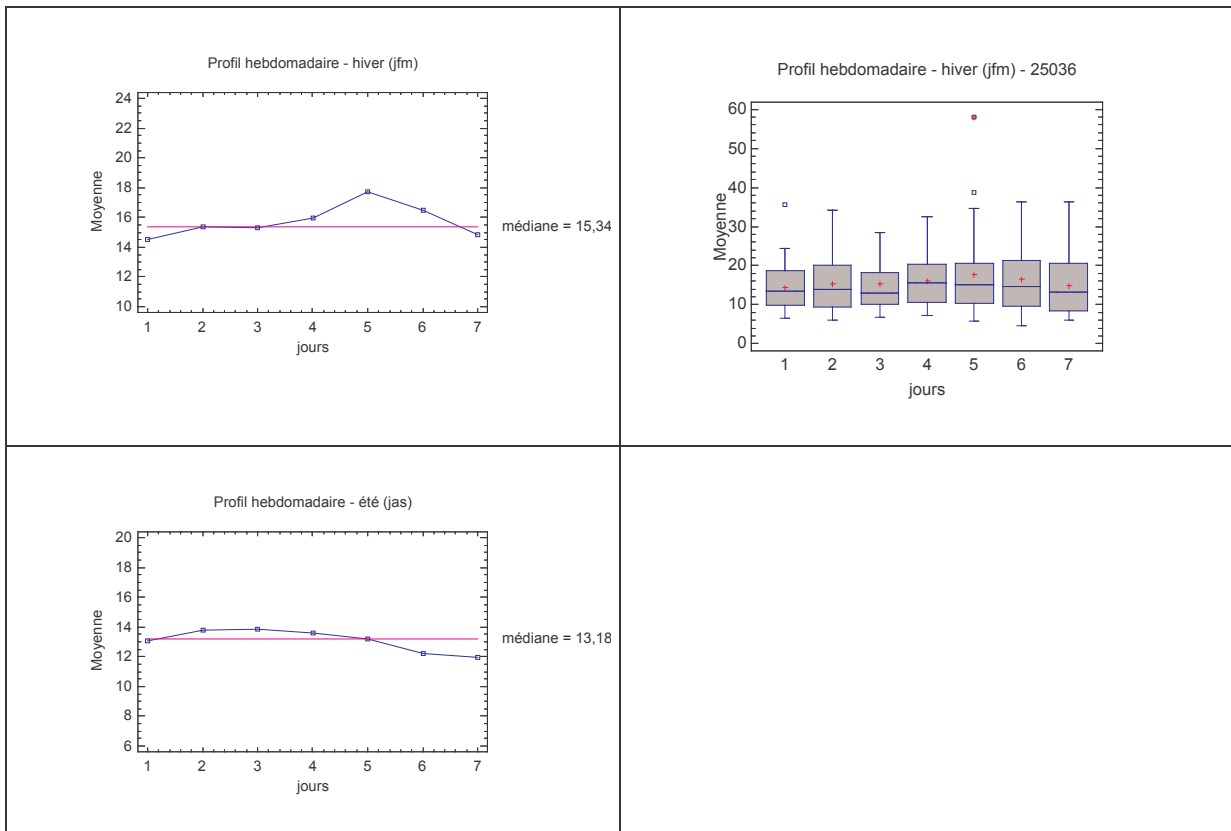 Profil hebdomadaire - hiver (jfm)
24
22
20
18
16
14
12
10
Moyenne
médiane = 15,34
1 2 3 4 5 6 7
jours
Profil hebdomadaire - hiver (jfm) - 25036
60
50
40
30
20
10
0
Moyenne
1 2 3 4 5 6 7
jours
Profil hebdomadaire - été (jas)
20
18
16
14
12
10
8
6
Moyenne
médiane = 13,18
1 2 3 4 5 6 7
jours